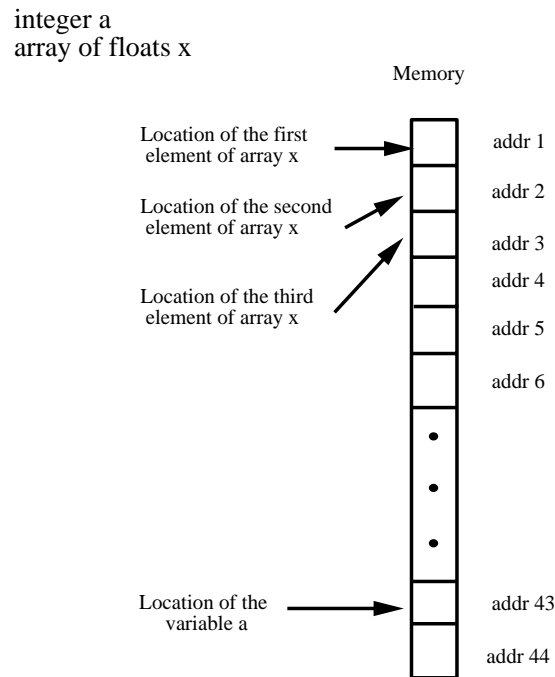 integer a
array of floats x
Memory
Location of the first
element of array x
addr 1
Location of the second
element of array x
addr 2
addr 3
Location of the third
element of array x
addr 4
addr 5
addr 6
Location of the
variable a
addr 43
addr 44